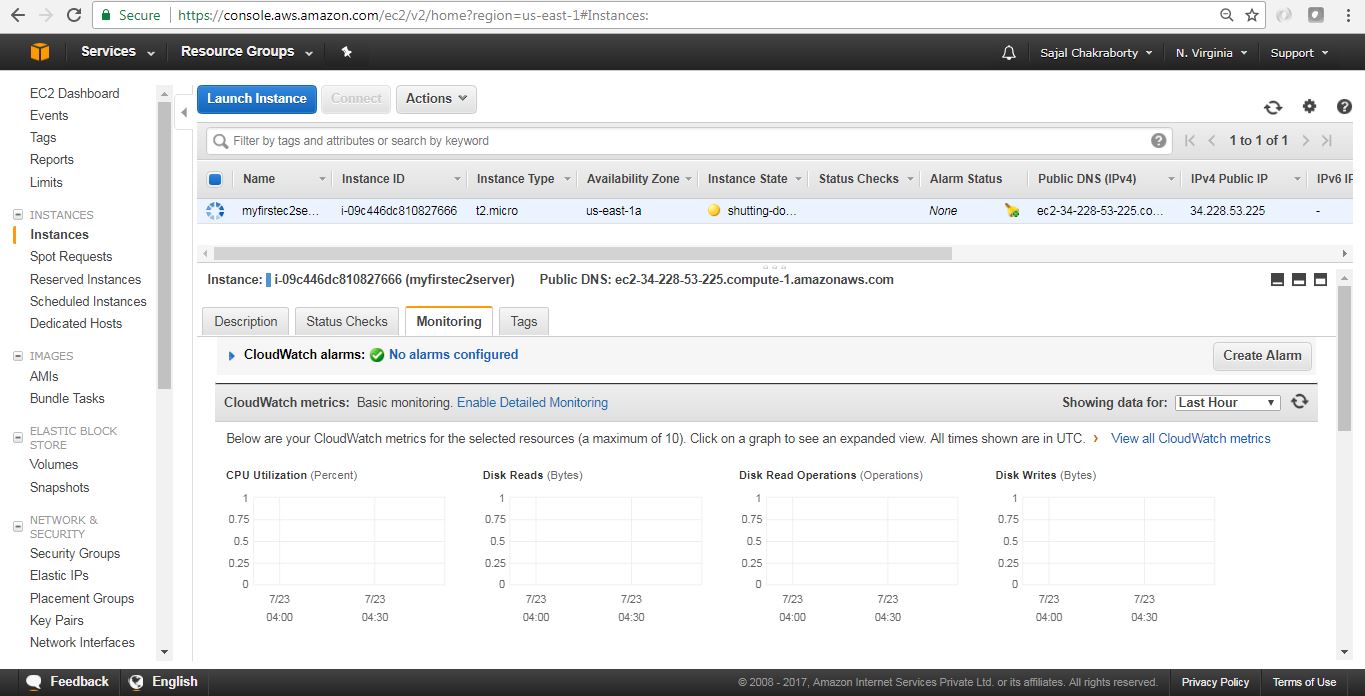 Secure https://console.aws.amazon.com/ec2/v2/home?region=us-east-1#Instances:
Services Resource Groups Sajal Chakraborty N. Virginia Support
EC2 Dashboard
Events
Tags
Reports
Limits
INSTANCES
Instances
Spot Requests
Reserved Instances
Scheduled Instances
Dedicated Hosts
IMAGES
AMIs
Bundle Tasks
ELASTIC BLOCK
STORE
Volumes
Snapshots
NETWORK &
SECURITY
Security Groups
Elastic IPs
Placement Groups
Key Pairs
Network Interfaces
Launch Instance Connect Actions
Filter by tags and attributes or search by keyword 1 to 1 of 1
Name Instance ID Instance Type Availability Zone Instance State Status Checks Alarm Status Public DNS (IPv4) IPv4 Public IP IPv6 IP
myfirstec2se... i-09c446dc810827666 t2.micro us-east-1a shutting-do... None ec2-34-228-53-225.co... 34.228.53.225 -
Instance: i-09c446dc810827666 (myfirstec2server) Public DNS: ec2-34-228-53-225.compute-1.amazonaws.com
Description Status Checks Monitoring Tags
CloudWatch alarms: No alarms configured Create Alarm
CloudWatch metrics: Basic monitoring. Enable Detailed Monitoring Showing data for: Last Hour
Below are your CloudWatch metrics for the selected resources (a maximum of 10). Click on a graph to see an expanded view. All times shown are in UTC. View all CloudWatch metrics
CPU Utilization (Percent) Disk Reads (Bytes) Disk Read Operations (Operations) Disk Writes (Bytes)
1 1 1 1
0.75 0.75 0.75 0.75
0.5 0.5 0.5 0.5
0.25 0.25 0.25 0.25
0 0 0 0
7/23 7/23 7/23 7/23 7/23 7/23 7/23 7/23
04:00 04:30 04:00 04:30 04:00 04:30 04:00 04:30
Feedback English © 2008 - 2017, Amazon Internet Services Private Ltd. or its affiliates. All rights reserved. Privacy Policy Terms of Use